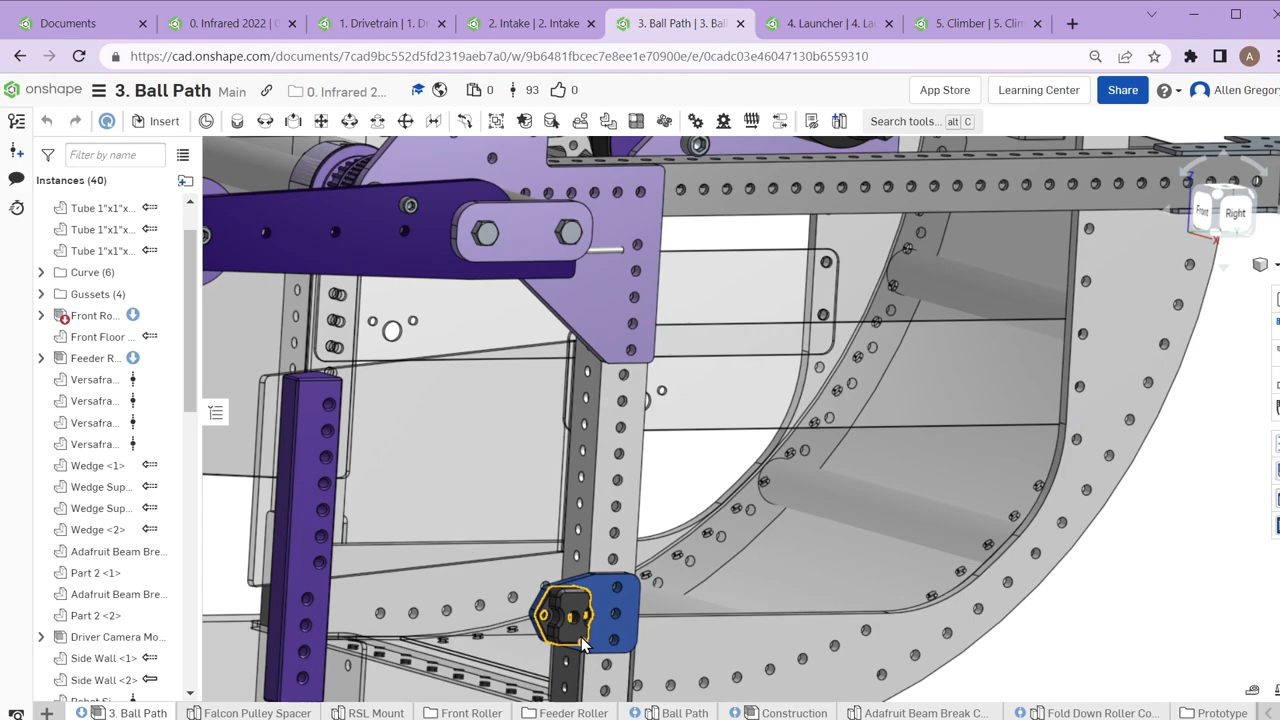 Documents
0. Infrared 2022 |
1. Drivetrain | 1. D
2. Intake | 2. Intake
3. Ball Path | 3. Bal
4. Launcher | 4. La
5. Climber | 5. Clim
https://cad.onshape.com/documents/7cad9bc552d5fd2319aeb7a0/w/9b6481fbcec7e8ee1e70900e/e/0cadc03e46047130b6559310
A
onshape
3. Ball Path Main
0. Infrared 2...
0
93
0
App Store
Learning Center
Share
Allen Gregory
Insert
Search tools... alt C
Filter by name
Instances (40)
Tube 1"x1"x...
Tube 1"x1"x...
Tube 1"x1"x...
Curve (6)
Gussets (4)
Front Ro...
Front Floor ...
Feeder R...
Versafra...
Versafra...
Versafra...
Versafra...
Wedge <1>
Wedge Sup...
Wedge Sup...
Wedge <2>
Adafruit Beam Bre...
Part 2 <1>
Adafruit Beam Bre...
Part 2 <2>
Driver Camera Mo...
Side Wall <1>
Side Wall <2>
Z
Front
Right
X
3. Ball Path
Falcon Pulley Spacer
RSL Mount
Front Roller
Feeder Roller
Ball Path
Construction
Adafruit Beam Break C...
Fold Down Roller Co...
Prototype